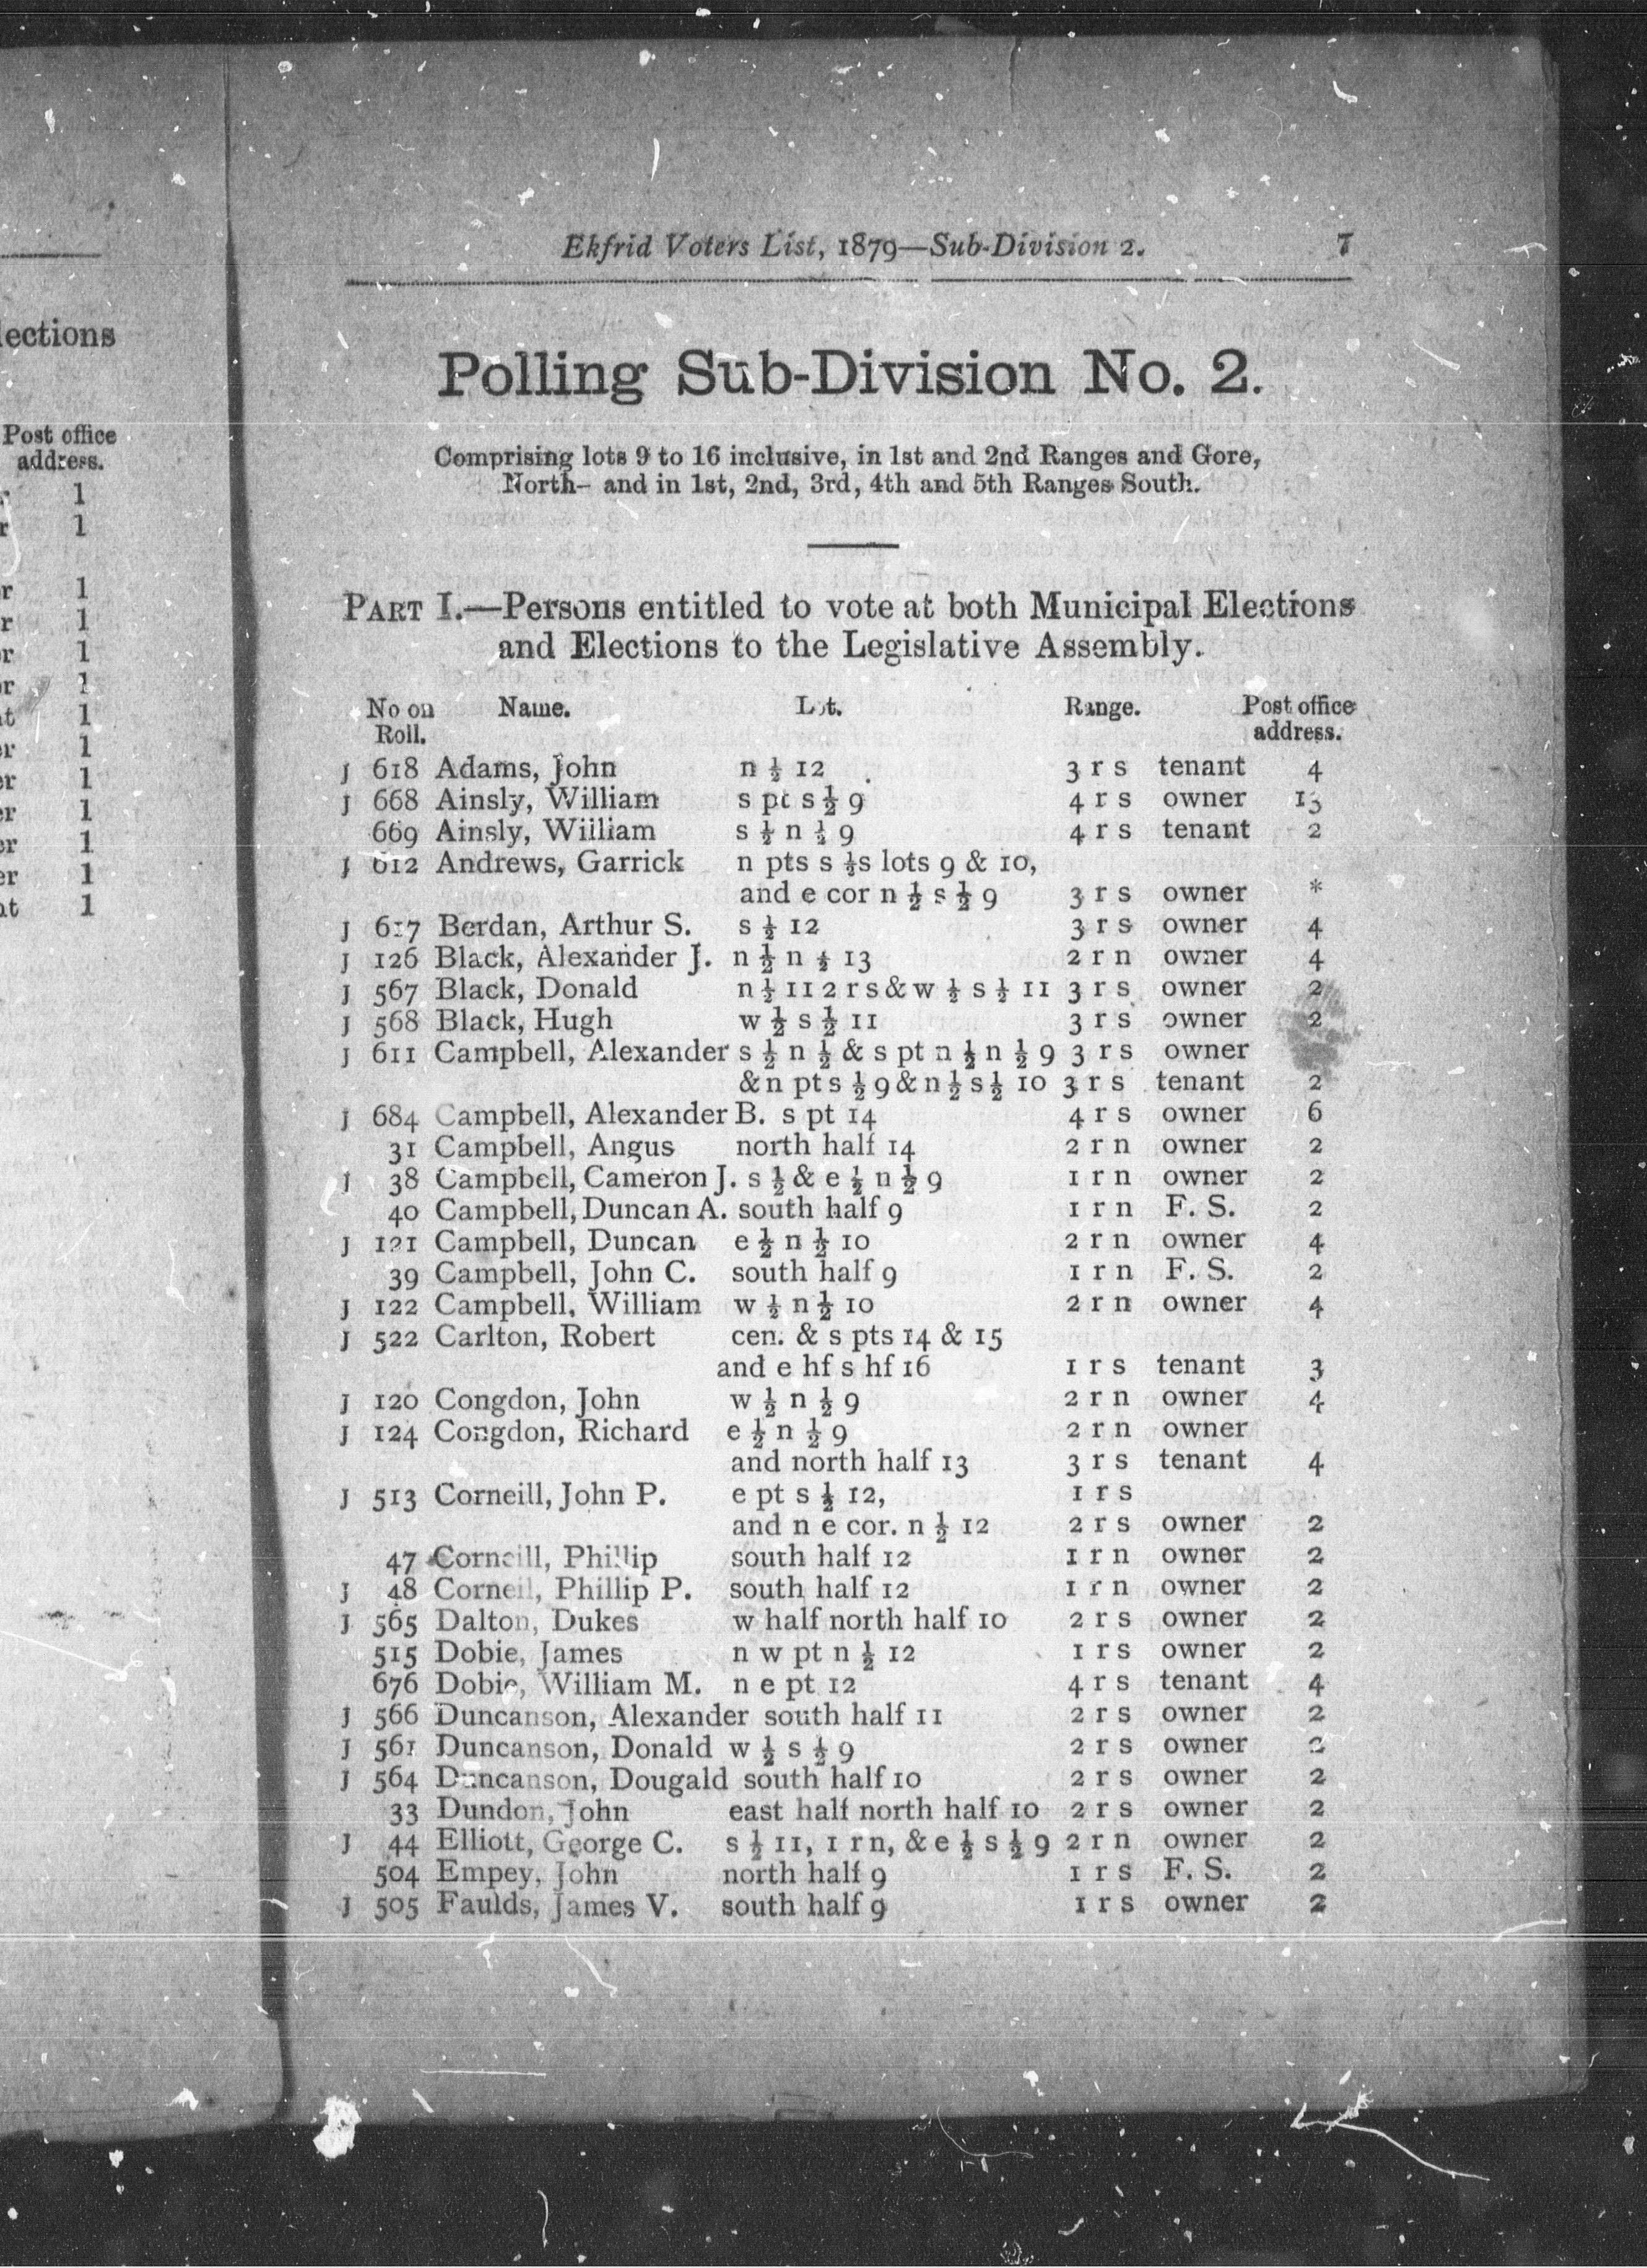 Ekfrid Voters List, 1879—Sub-Division 2. 7
Polling Sub-Division No. 2.
Comprising lots 9 to 16 inclusive, in 1st and 2nd Ranges and Gore,
North- and in 1st, 2nd, 3rd, 4th and 5th Ranges South.
PART I.—Persons entitled to vote at both Municipal Elections
and Elections to the Legislative Assembly.
No on Name. Lot. Range. Post office
Roll. address.
J 618 Adams, John n ½ 12 3 r s tenant 4
J 668 Ainsly, William s pt s ½ 9 4 r s owner 13
669 Ainsly, William s ½ n ½ 9 4 r s tenant 2
J 612 Andrews, Garrick n pts s ½s lots 9 & 10,
and e cor n ½ s ½ 9 3 r s owner *
J 617 Berdan, Arthur S. s ½ 12 3 r s owner 4
J 126 Black, Alexander J. n ½ n ½ 13 2 r n owner 4
J 567 Black, Donald n ½ 11 2 r s & w ½ s ½ 11 3 r s owner 2
J 568 Black, Hugh w ½ s ½ 11 3 r s owner 2
J 611 Campbell, Alexander s ½ n ½ & s pt n ½ n ½ 9 3 r s owner
& n pt s ½ 9 & n ½ s ½ 10 3 r s tenant 2
J 684 Campbell, Alexander B. s pt 14 4 r s owner 6
31 Campbell, Angus north half 14 2 r n owner 2
J 38 Campbell, Cameron J. s ½ & e ½ n ½ 9 1 r n owner 2
40 Campbell, Duncan A. south half 9 1 r n F. S. 2
J 121 Campbell, Duncan e ½ n ½ 10 2 r n owner 4
39 Campbell, John C. south half 9 1 r n F. S. 2
J 122 Campbell, William w ½ n ½ 10 2 r n owner 4
J 522 Carlton, Robert cen. & s pts 14 & 15
and e hf s hf 16 1 r s tenant 3
J 120 Congdon, John w ½ n ½ 9 2 r n owner 4
J 124 Congdon, Richard e ½ n ½ 9 2 r n owner
and north half 13 3 r s tenant 4
J 513 Corneill, John P. e pt s ½ 12, 1 r s
and n e cor. n ½ 12 2 r s owner 2
47 Corneill, Phillip south half 12 1 r n owner 2
J 48 Corneil, Phillip P. south half 12 1 r n owner 2
J 565 Dalton, Dukes w half north half 10 2 r s owner 2
515 Dobie, James n w pt n ½ 12 1 r s owner 2
676 Dobie, William M. n e pt 12 4 r s tenant 4
J 566 Duncanson, Alexander south half 11 2 r s owner 2
J 561 Duncanson, Donald w ½ s ½ 9 2 r s owner 2
J 564 Duncanson, Dougald south half 10 2 r s owner 2
33 Dundon, John east half north half 10 2 r s owner 2
J 44 Elliott, George C. s ½ 11, 1 r n, & e ½ s ½ 9 2 r n owner 2
504 Empey, John north half 9 1 r s F. S. 2
J 505 Faulds, James V. south half 9 1 r s owner 2